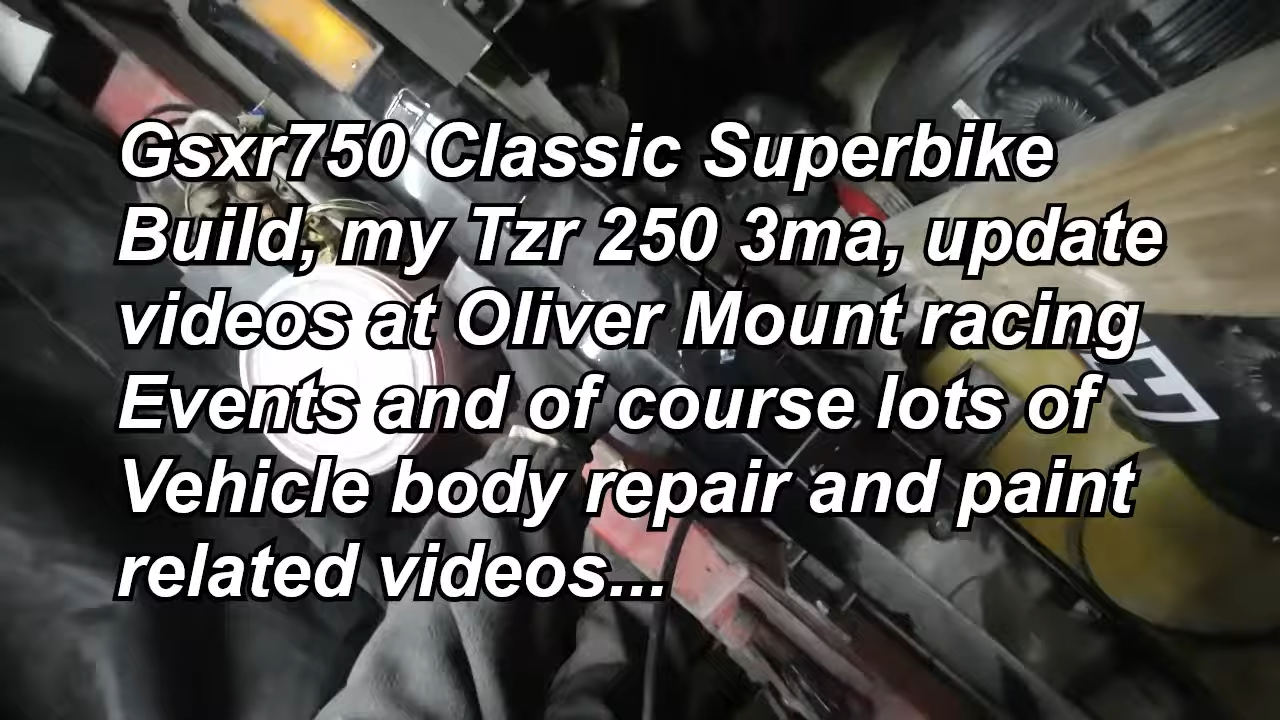 Gsxr750 Classic Superbike
Build, my Tzr 250 3ma, update
videos at Oliver Mount racing
Events and of course lots of
Vehicle body repair and paint
related videos...